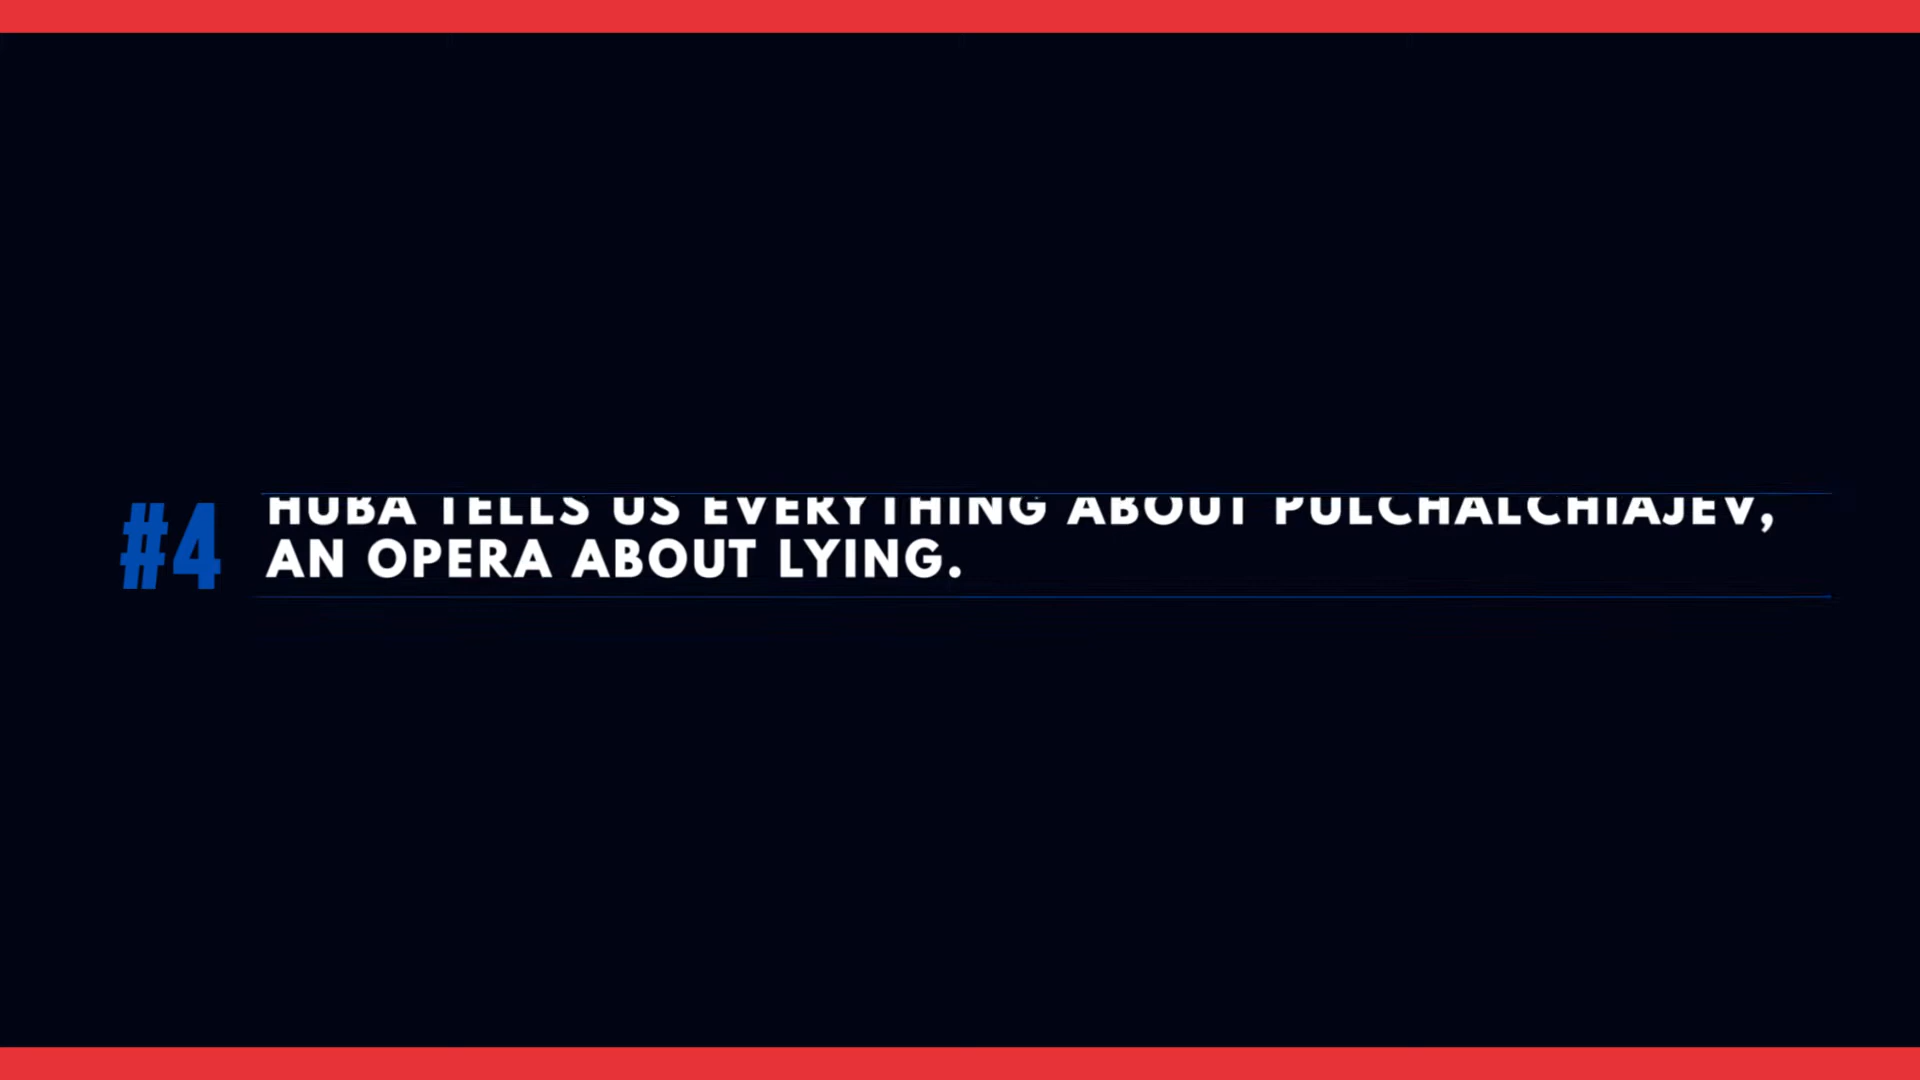 #4
HUBA TELLS US EVERYTHING ABOUT PULCHALCHIAJEV,
AN OPERA ABOUT LYING.